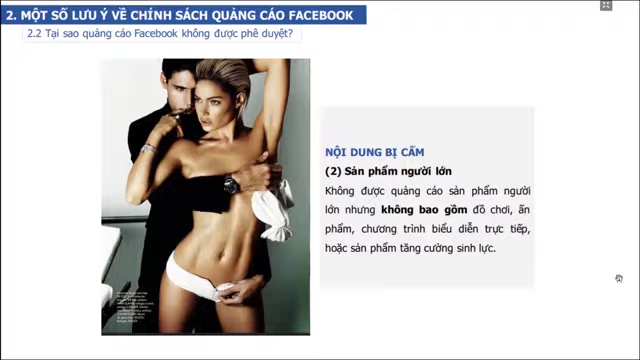 2. MỘT SỐ LƯU Ý VỀ CHÍNH SÁCH QUẢNG CÁO FACEBOOK
2.2 Tại sao quảng cáo Facebook không được phê duyệt?
NỘI DUNG BỊ CẤM
(2) Sản phẩm người lớn
Không được quảng cáo sản phẩm người
lớn nhưng không bao gồm đồ chơi, ấn
phẩm, chương trình biểu diễn trực tiếp,
hoặc sản phẩm tăng cường sinh lực.